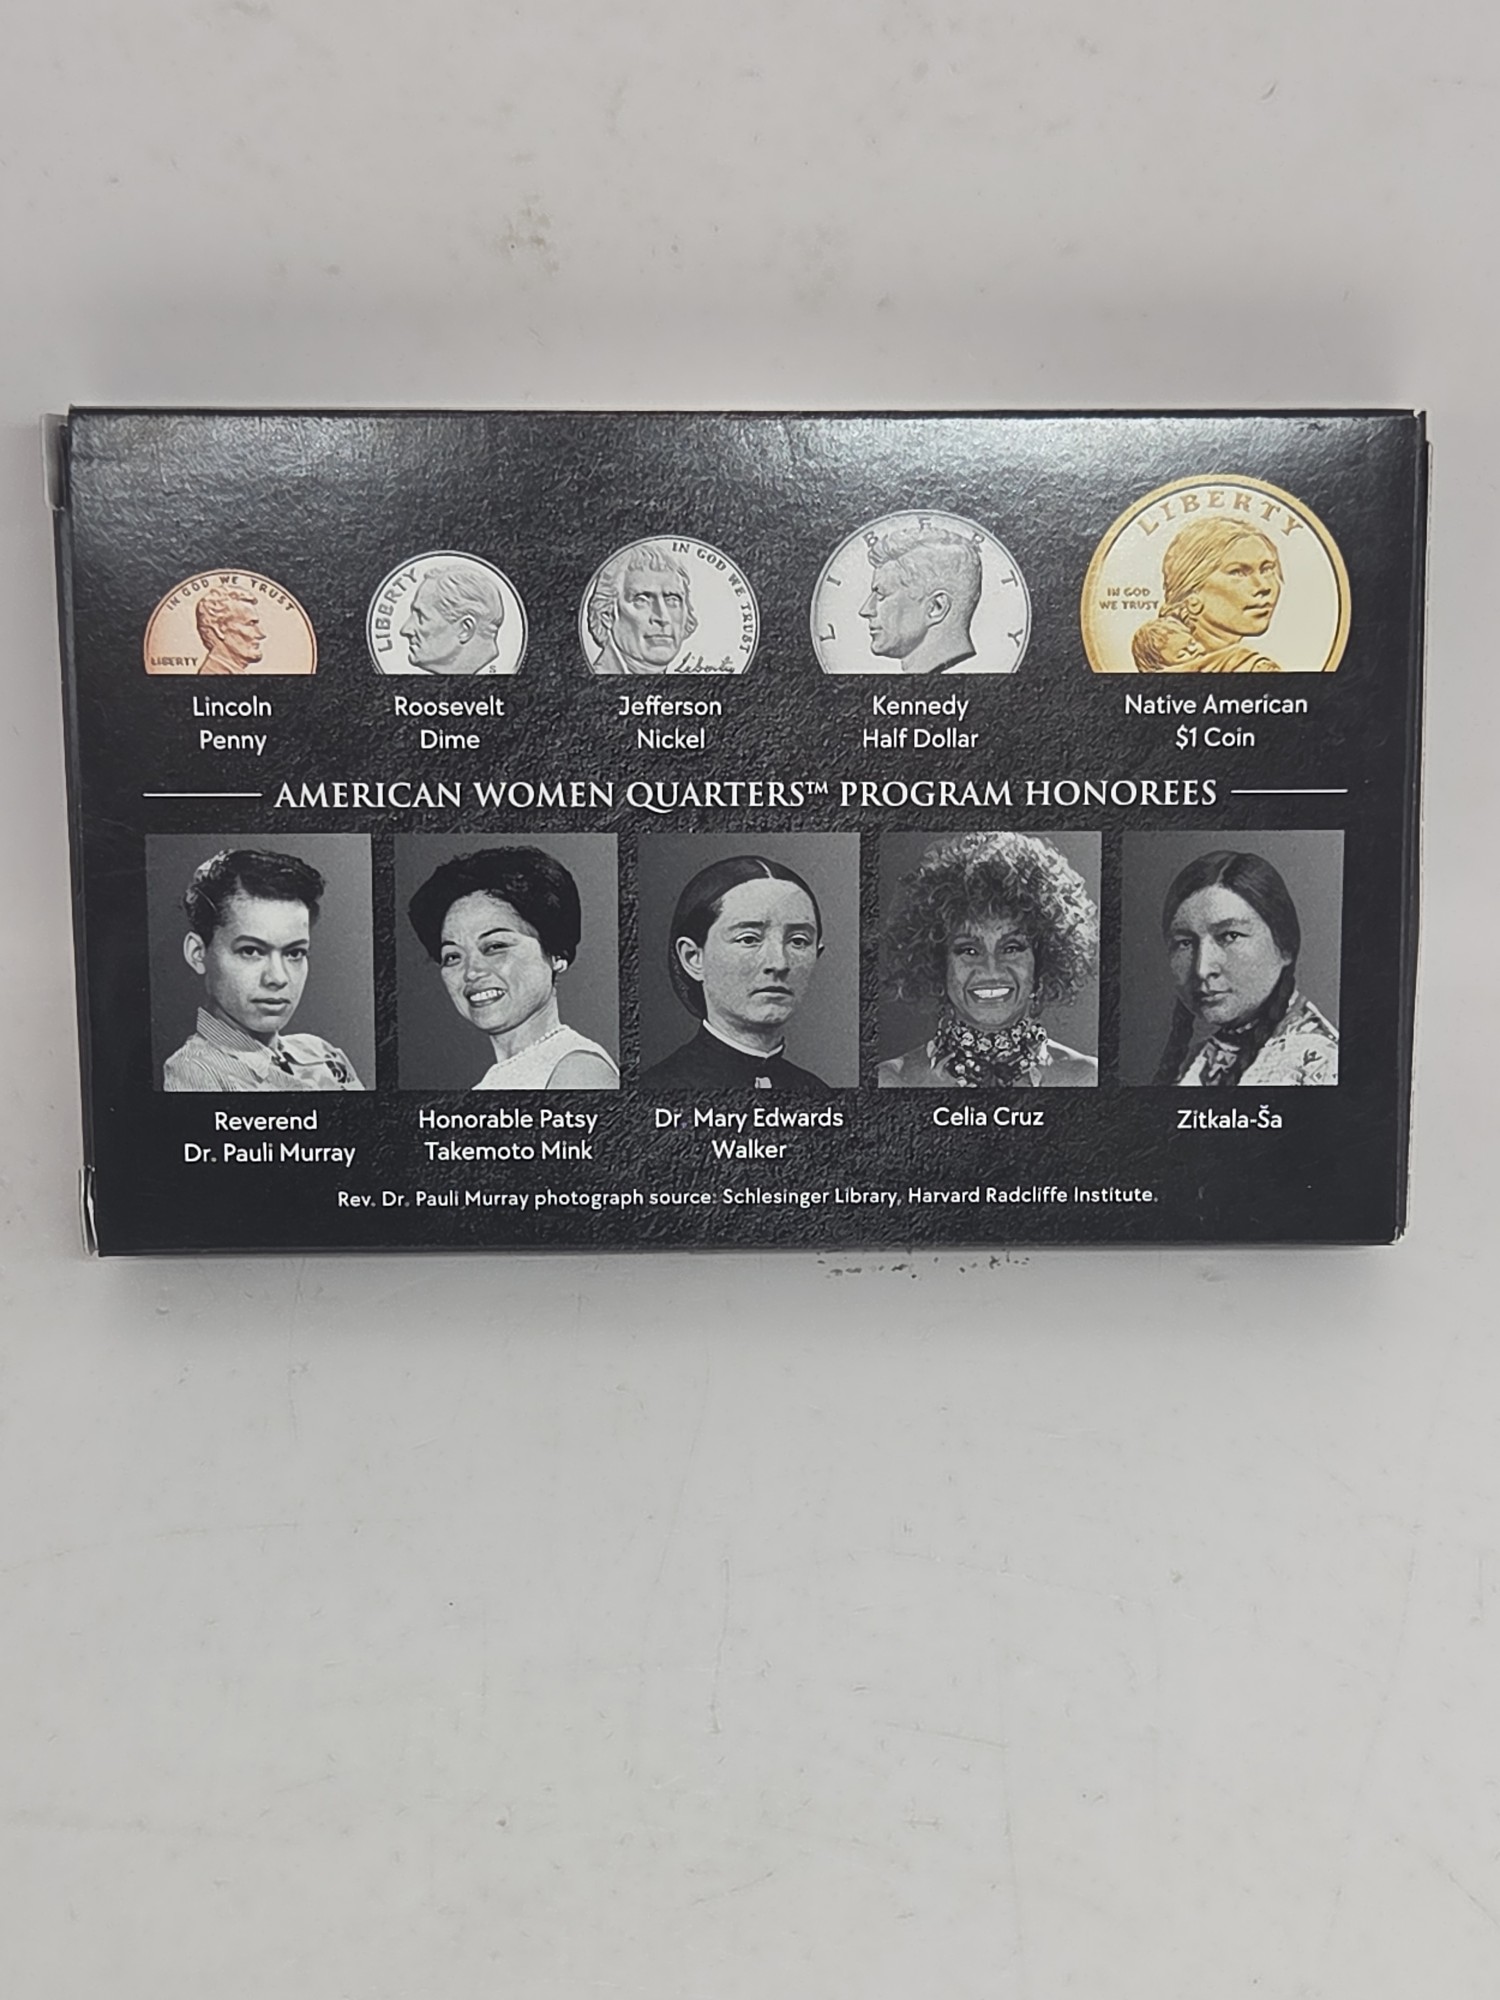 IN GOD WE TRUST
LIBERTY
LIBERTY
S
IN GOD WE TRUST
Liberty
LIBERTY
LIBERTY
IN GOD
WE TRUST
Lincoln
Penny
Roosevelt
Dime
Jefferson
Nickel
Kennedy
Half Dollar
Native American
$1 Coin
AMERICAN WOMEN QUARTERS™ PROGRAM HONOREES
Reverend
Dr. Pauli Murray
Honorable Patsy
Takemoto Mink
Dr. Mary Edwards
Walker
Celia Cruz
Zitkala-Ša
Rev. Dr. Pauli Murray photograph source: Schlesinger Library, Harvard Radcliffe Institute.